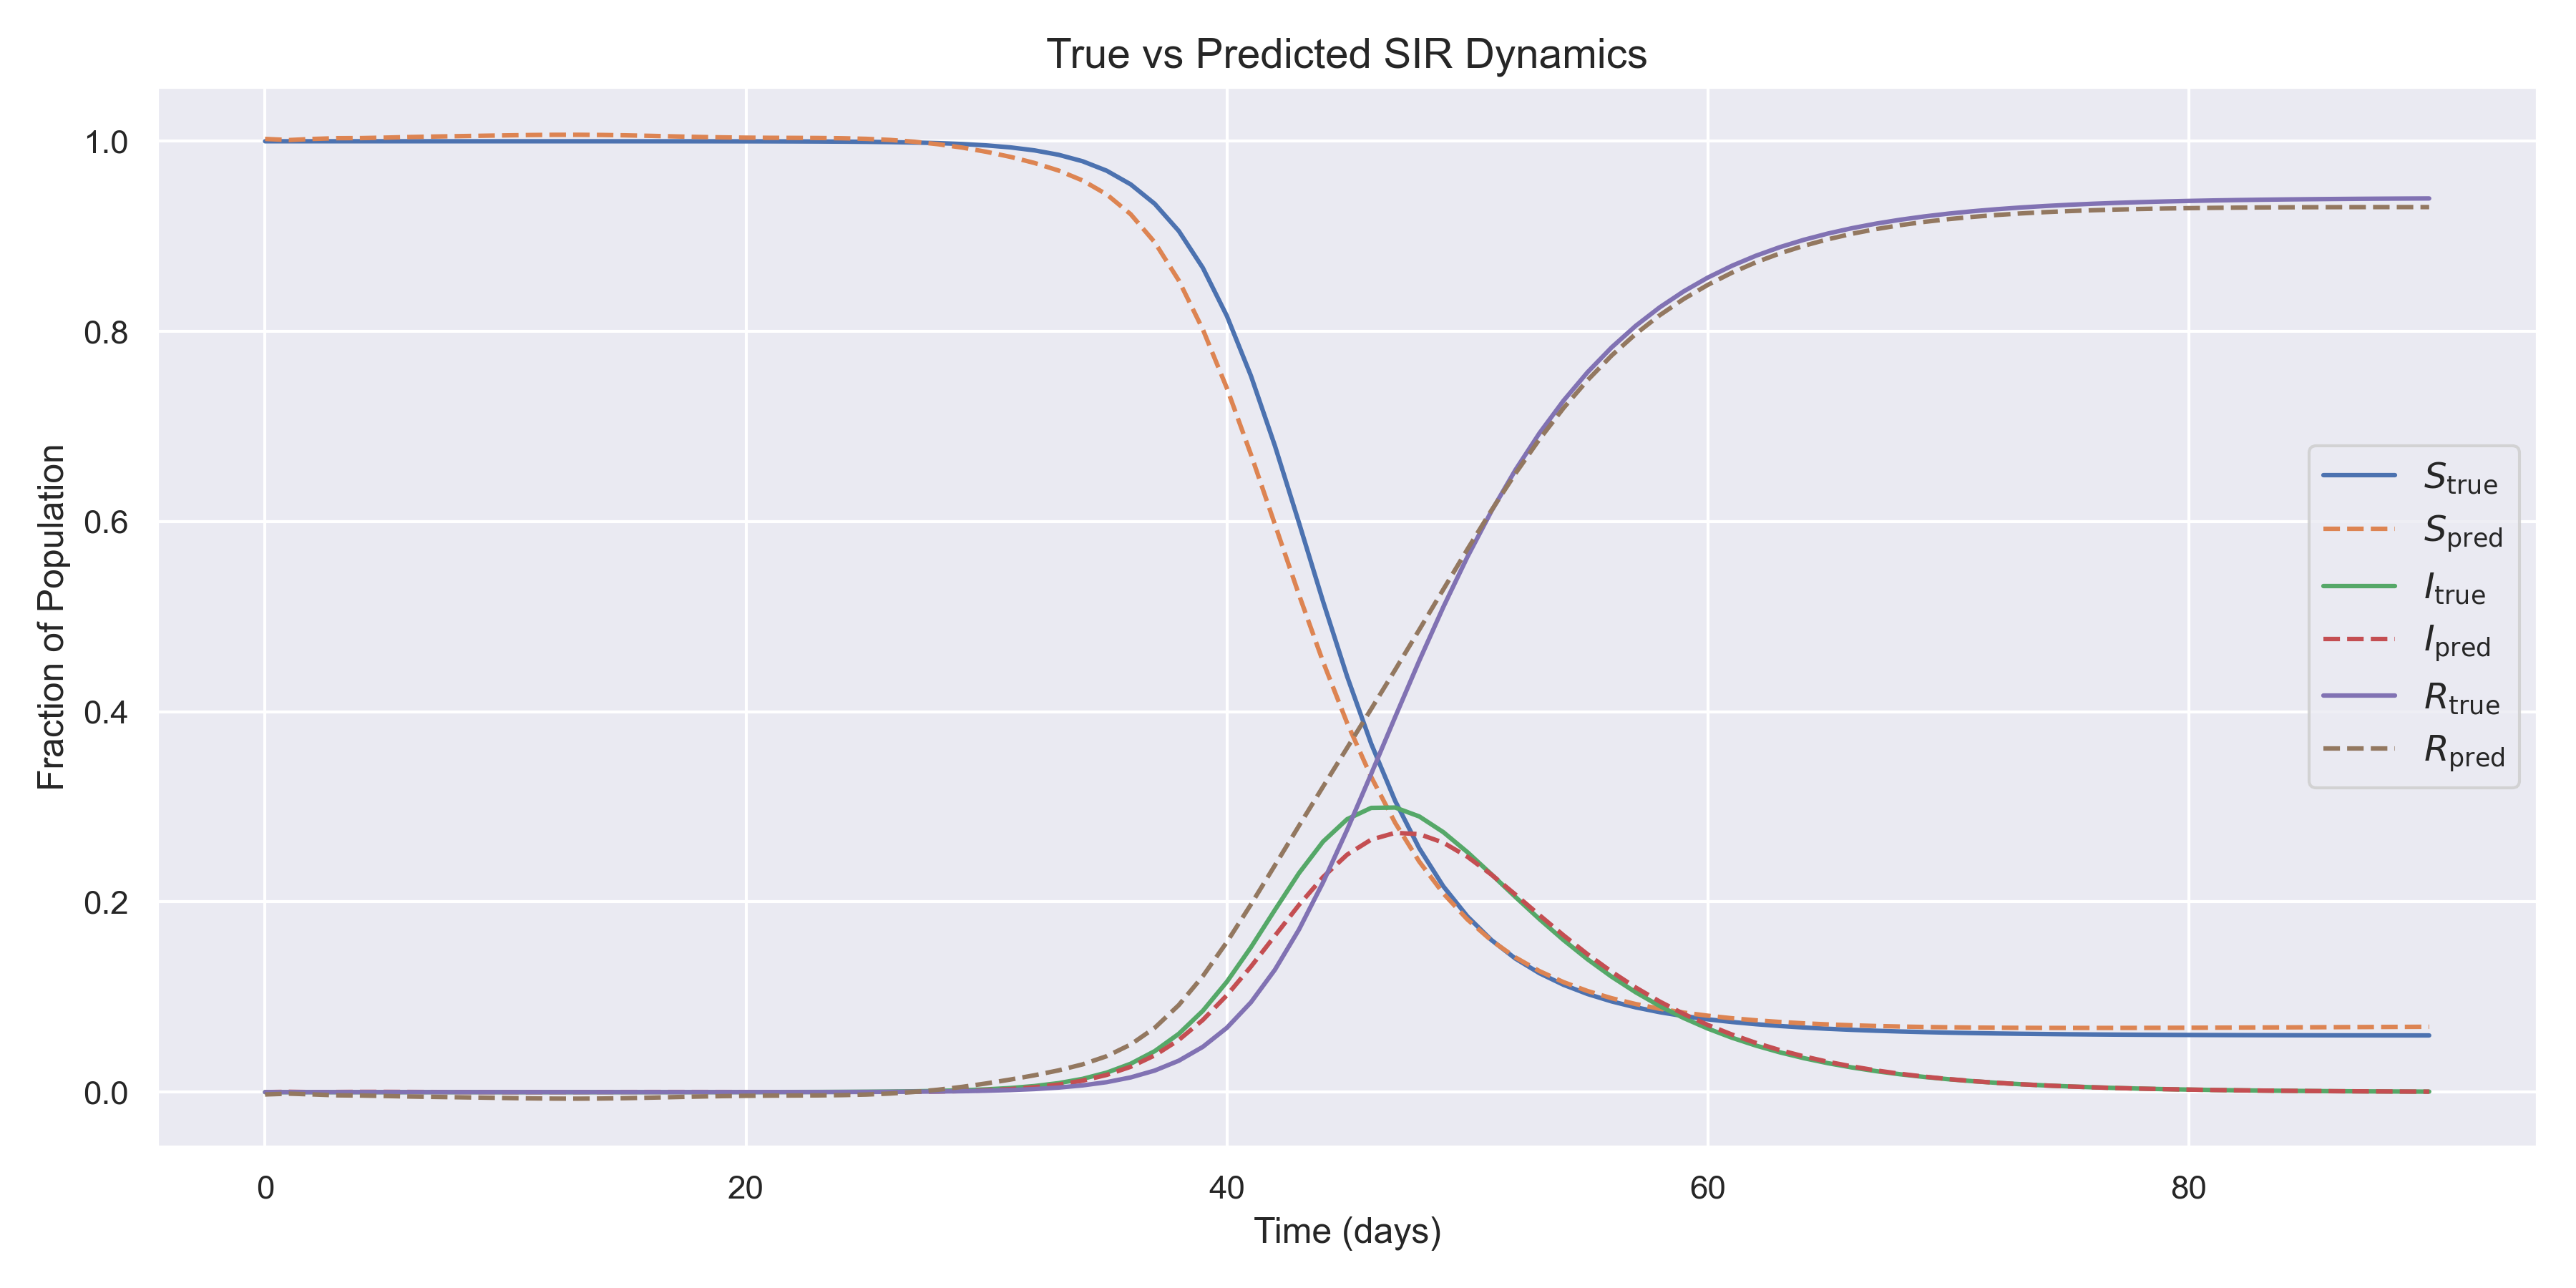 True vs Predicted SIR Dynamics
Fraction of Population
1.0
0.8
0.6
0.4
0.2
0.0
S_true
S_pred
I_true
I_pred
R_true
R_pred
0 20 40 60 80
Time (days)